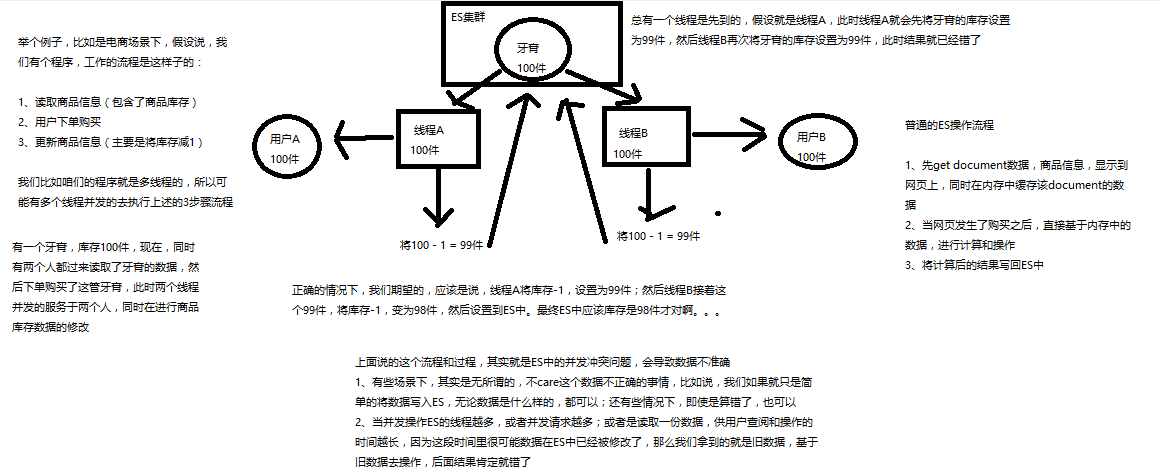 举个例子，比如是电商场景下，假设说，我
们有个程序，工作的流程是这样子的：
1、读取商品信息（包含了商品库存）
2、用户下单购买
3、更新商品信息（主要是将库存减1）
我们比如咱们的程序就是多线程的，所以可
能有多个线程并发的去执行上述的3步骤流程
有一个牙膏，库存100件，现在，同时
有两个人都过来读取了牙膏的数据，然
后下单购买了这管牙膏，此时两个线程
并发的服务于两个人，同时在进行商品
库存数据的修改
ES集群
牙膏
100件
总有一个线程是先到的，假设就是线程A，此时线程A就会先将牙膏的库存设置
为99件，然后线程B再次将牙膏的库存设置为99件，此时结果就已经错了
用户A
100件
线程A
100件
线程B
100件
用户B
100件
将100 - 1 = 99件
将100 - 1 = 99件
普通的ES操作流程
1、先get document数据，商品信息，显示到
网页上，同时在内存中缓存该document的数
据
2、当网页发生了购买之后，直接基于内存中的
数据，进行计算和操作
3、将计算后的结果写回ES中
正确的情况下，我们期望的，应该是说，线程A将库存-1，设置为99件；然后线程B接着这
个99件，将库存-1，变为98件，然后设置到ES中。最终ES中应该库存是98件才对啊。。。
上面说的这个流程和过程，其实就是ES中的并发冲突问题，会导致数据不准确
1、有些场景下，其实是无所谓的，不care这个数据不正确的事情，比如说，我们如果就只是简
单的将数据写入ES，无论数据是什么样的，都可以；还有些情况下，即使是算错了，也可以
2、当并发操作ES的线程越多，或者并发请求越多；或者是读取一份数据，供用户查阅和操作的
时间越长，因为这段时间里很可能数据在ES中已经被修改了，那么我们拿到的就是旧数据，基于
旧数据去操作，后面结果肯定就错了